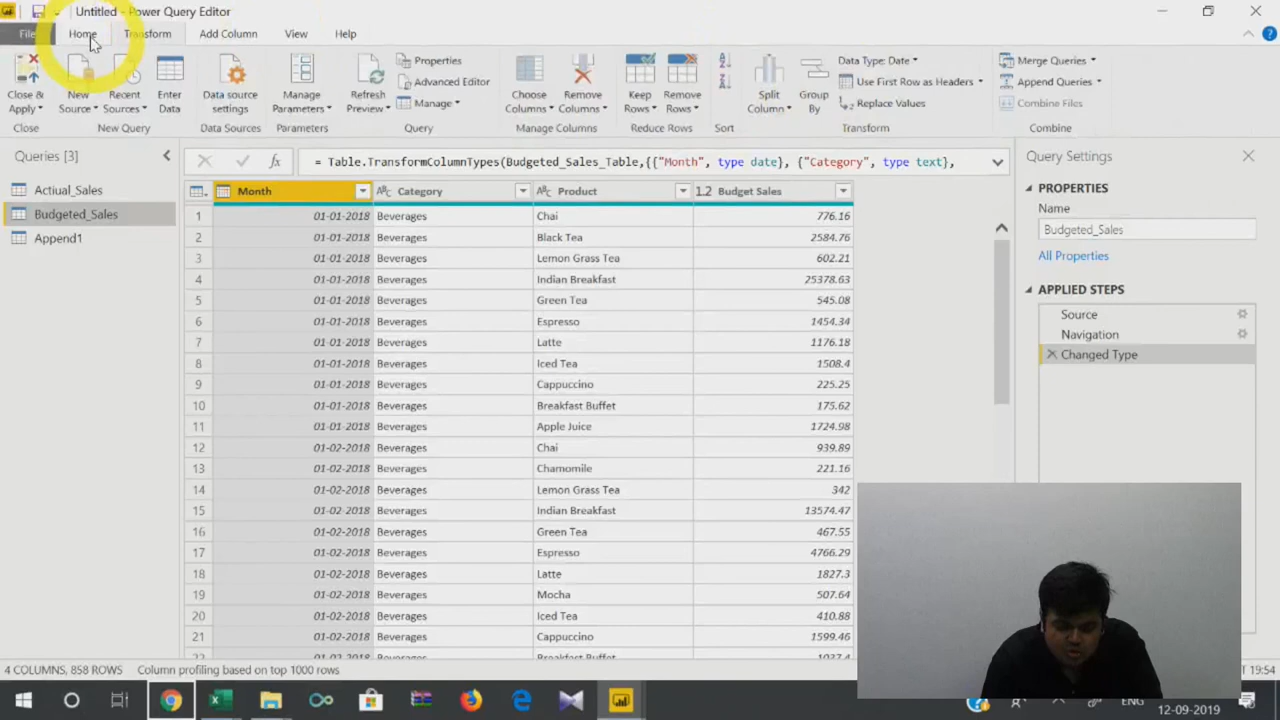 Untitled - Power Query Editor
File Home Transform Add Column View Help
Close & Apply
New Source
Recent Sources
Enter Data
Data source settings
Manage Parameters
Refresh Preview
Properties
Advanced Editor
Manage
Choose Columns
Remove Columns
Keep Rows
Remove Rows
Split Column
Group By
Data Type: Date
Use First Row as Headers
Replace Values
Merge Queries
Append Queries
Combine Files
Close New Query Data Sources Parameters Query Manage Columns Reduce Rows Sort Transform Combine
Queries [3]
Actiual_Sales
Budgeted_Sales
Append1
fx = Table.TransformColumnTypes(Budgeted_Sales_Table,{{"Month", type date}, {"Category", type text},
Month Category Product 1.2 Budget Sales
1 01-01-2018 Beverages Chai 776.16
2 01-01-2018 Beverages Black Tea 2584.76
3 01-01-2018 Beverages Lemon Grass Tea 602.21
4 01-01-2018 Beverages Indian Breakfast 25378.63
5 01-01-2018 Beverages Green Tea 545.08
6 01-01-2018 Beverages Espresso 1454.34
7 01-01-2018 Beverages Latte 1176.18
8 01-01-2018 Beverages Iced Tea 1508.4
9 01-01-2018 Beverages Cappuccino 225.25
10 01-01-2018 Beverages Breakfast Buffet 175.62
11 01-01-2018 Beverages Apple Juice 1724.98
12 01-02-2018 Beverages Chai 939.89
13 01-02-2018 Beverages Chamomile 221.16
14 01-02-2018 Beverages Lemon Grass Tea 342
15 01-02-2018 Beverages Indian Breakfast 13574.47
16 01-02-2018 Beverages Green Tea 467.55
17 01-02-2018 Beverages Espresso 4766.29
18 01-02-2018 Beverages Latte 1827.3
19 01-02-2018 Beverages Mocha 507.64
20 01-02-2018 Beverages Iced Tea 410.88
21 01-02-2018 Beverages Cappuccino 1599.46
Query Settings
PROPERTIES
Name
Budgeted_Sales
All Properties
APPLIED STEPS
Source
Navigation
Changed Type
4 COLUMNS, 858 ROWS Column profiling based on top 1000 rows
19:54
ENG
12-09-2019